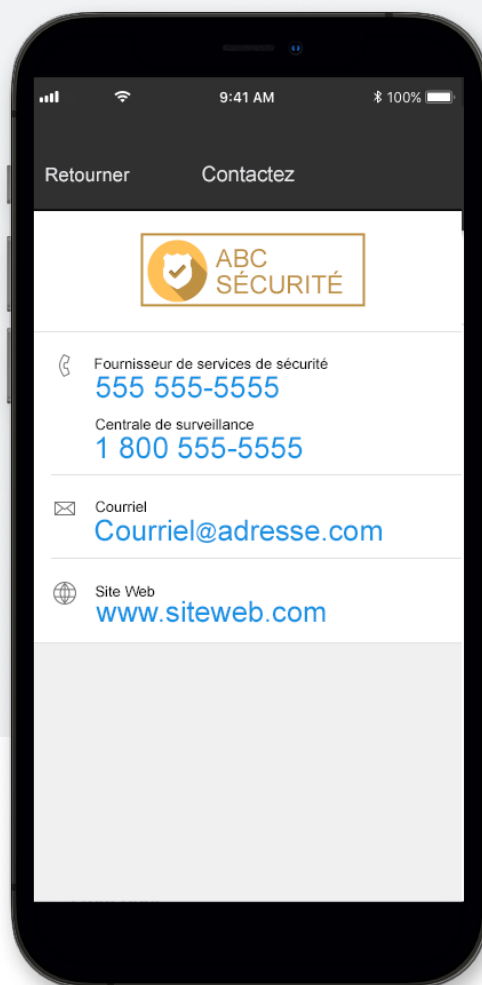 9:41 AM
100%
Retourner
Contactez
ABC
SÉCURITÉ
Fournisseur de services de sécurité
555 555-5555
Centrale de surveillance
1 800 555-5555
Courriel
Courriel@adresse.com
Site Web
www.siteweb.com